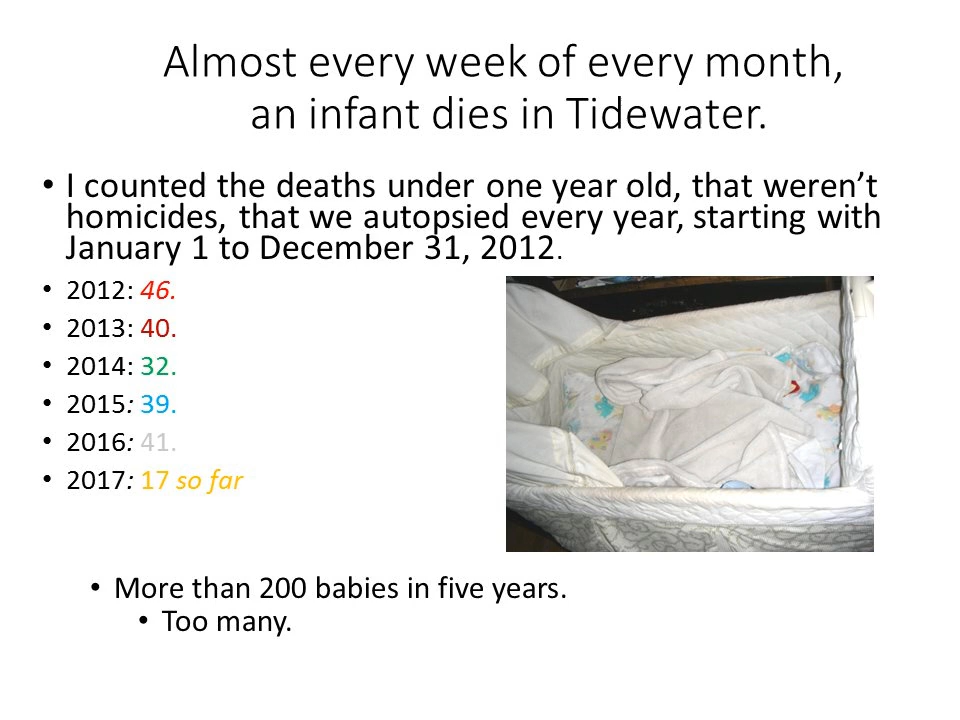 Almost every week of every month,
an infant dies in Tidewater.
• I counted the deaths under one year old, that weren’t
homicides, that we autopsied every year, starting with
January 1 to December 31, 2012.
• 2012: 46.
• 2013: 40.
• 2014: 32.
• 2015: 39.
• 2016: 41.
• 2017: 17 so far
• More than 200 babies in five years.
• Too many.